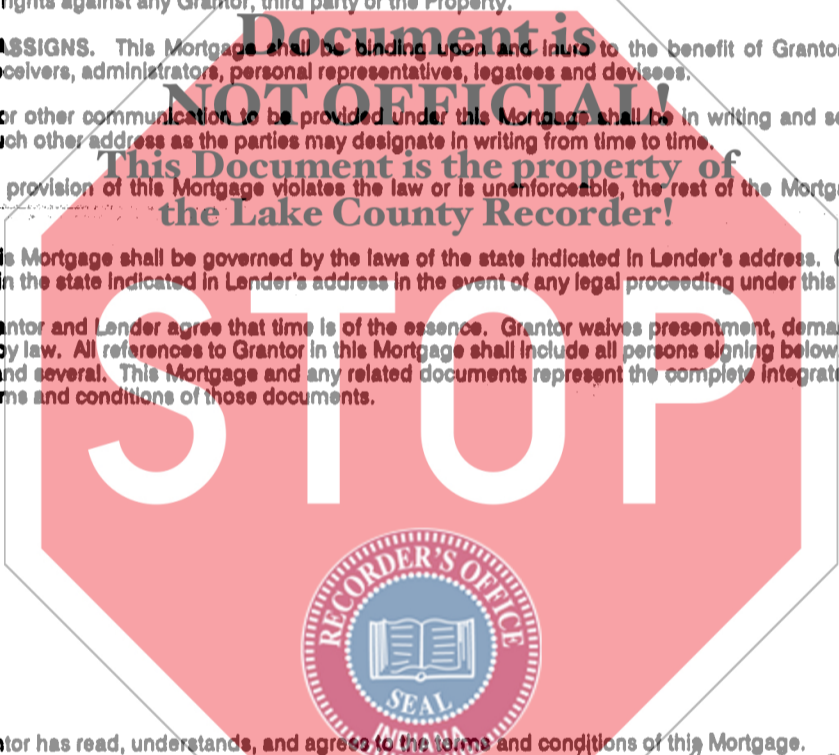 rights against any Grantor, third party or the Property.
Document is
ASSIGNS. This Mortgage shall be binding upon and inure to the benefit of Grantor
ceivers, administrators, personal representatives, legatees and devisees.
NOT OFFICIAL!
or other communication to be provided under this Mortgage shall be in writing and se
ch other address as the parties may designate in writing from time to time.
This Document is the property of
provision of this Mortgage violates the law or is unenforceable, the rest of the Mortg
the Lake County Recorder!
s Mortgage shall be governed by the laws of the state indicated in Lender's address.
n the state indicated in Lender's address in the event of any legal proceeding under this
STOP
antor and Lender agree that time is of the essence. Grantor waives presentment, dema
by law. All references to Grantor in this Mortgage shall include all persons signing below
nd several. This Mortgage and any related documents represent the complete integrate
ms and conditions of those documents.
RECORDER'S OFFICE
SEAL
INDIANA
tor has read, understands, and agrees to the terms and conditions of this Mortgage.